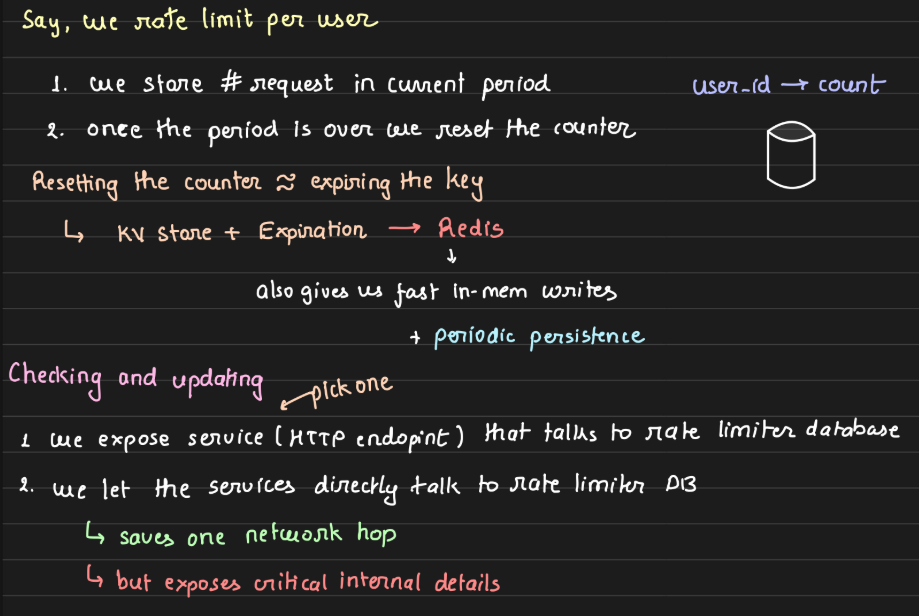 Say, we rate limit per user
1. we store # request in current period
user_id → count
2. once the period is over we reset the counter
Resetting the counter ≈ expiring the key
↳ KV store + Expiration → Redis
↓
also gives us fast in-mem writes
+ periodic persistence
Checking and updating
pick one
1 we expose service (HTTP endopint) that talks to rate limiter database
2. we let the services directly talk to rate limiter DB
↳ saves one network hop
↳ but exposes critical internal details